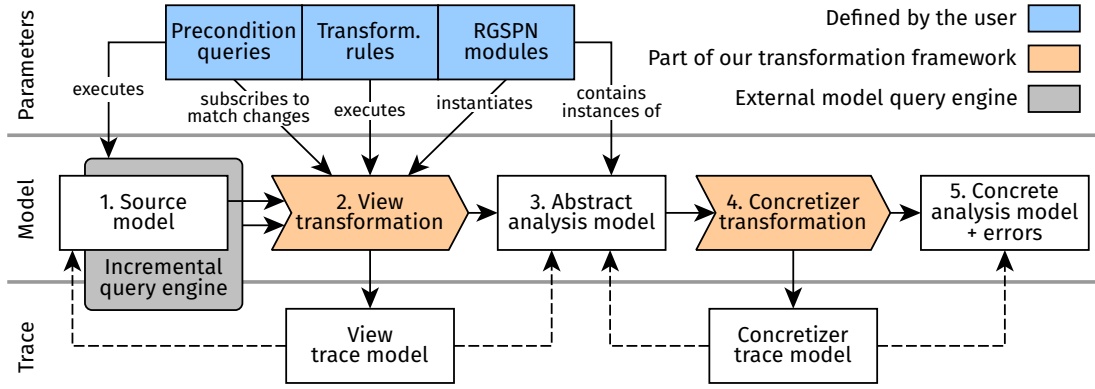 Parameters
Precondition
queries
Transform.
rules
RGSPN
modules
Defined by the user
Part of our transformation framework
External model query engine
executes
subscribes to
match changes
executes
instantiates
contains
instances of
Model
1. Source
model
Incremental
query engine
2. View
transformation
3. Abstract
analysis model
4. Concretizer
transformation
5. Concrete
analysis model
+ errors
Trace
View
trace model
Concretizer
trace model